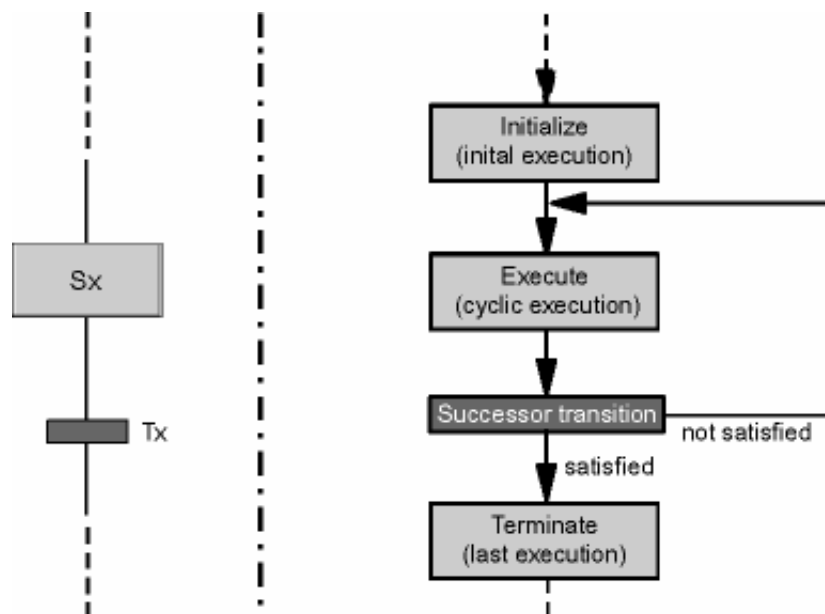 Initialize
(inital execution)
Sx
Execute
(cyclic execution)
Tx
Successor transition
not satisfied
satisfied
Terminate
(last execution)